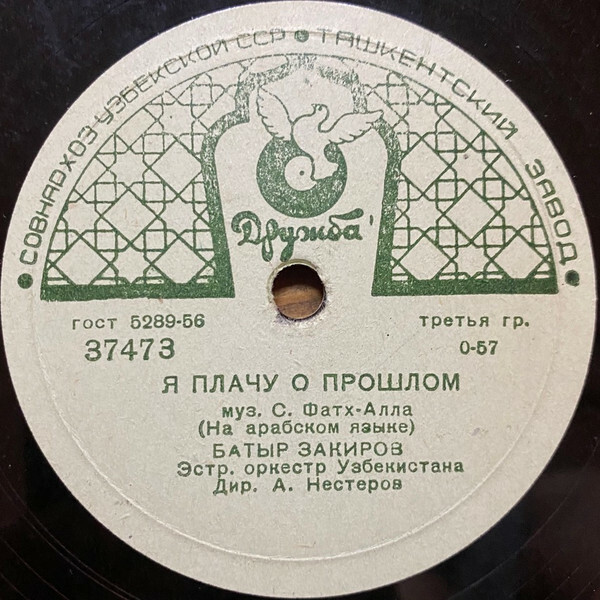 • СОВНАРХОЗ УЗБЕКСКОЙ ССР • ТАШКЕНТСКИЙ ЗАВОД •
Дружба
гост 5289-56
третья гр.
37473
0-57
Я ПЛАЧУ О ПРОШЛОМ
муз. С. Фатх-Алла
(На арабском языке)
БАТЫР ЗАКИРОВ
Эстр. оркестр Узбекистана
Дир. А. Нестеров